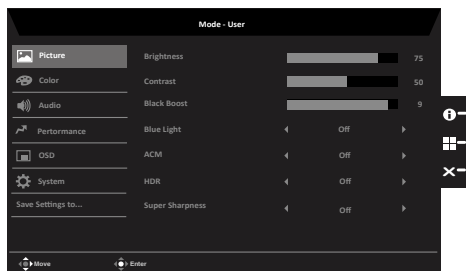 Mode - User
Picture
Color
Audio
Pertormance
OSD
System
Save Settings to...
Brightness 75
Contrast 50
Black Boost 9
Blue Light Off
ACM Off
HDR Off
Super Sharpness Off
Move Enter